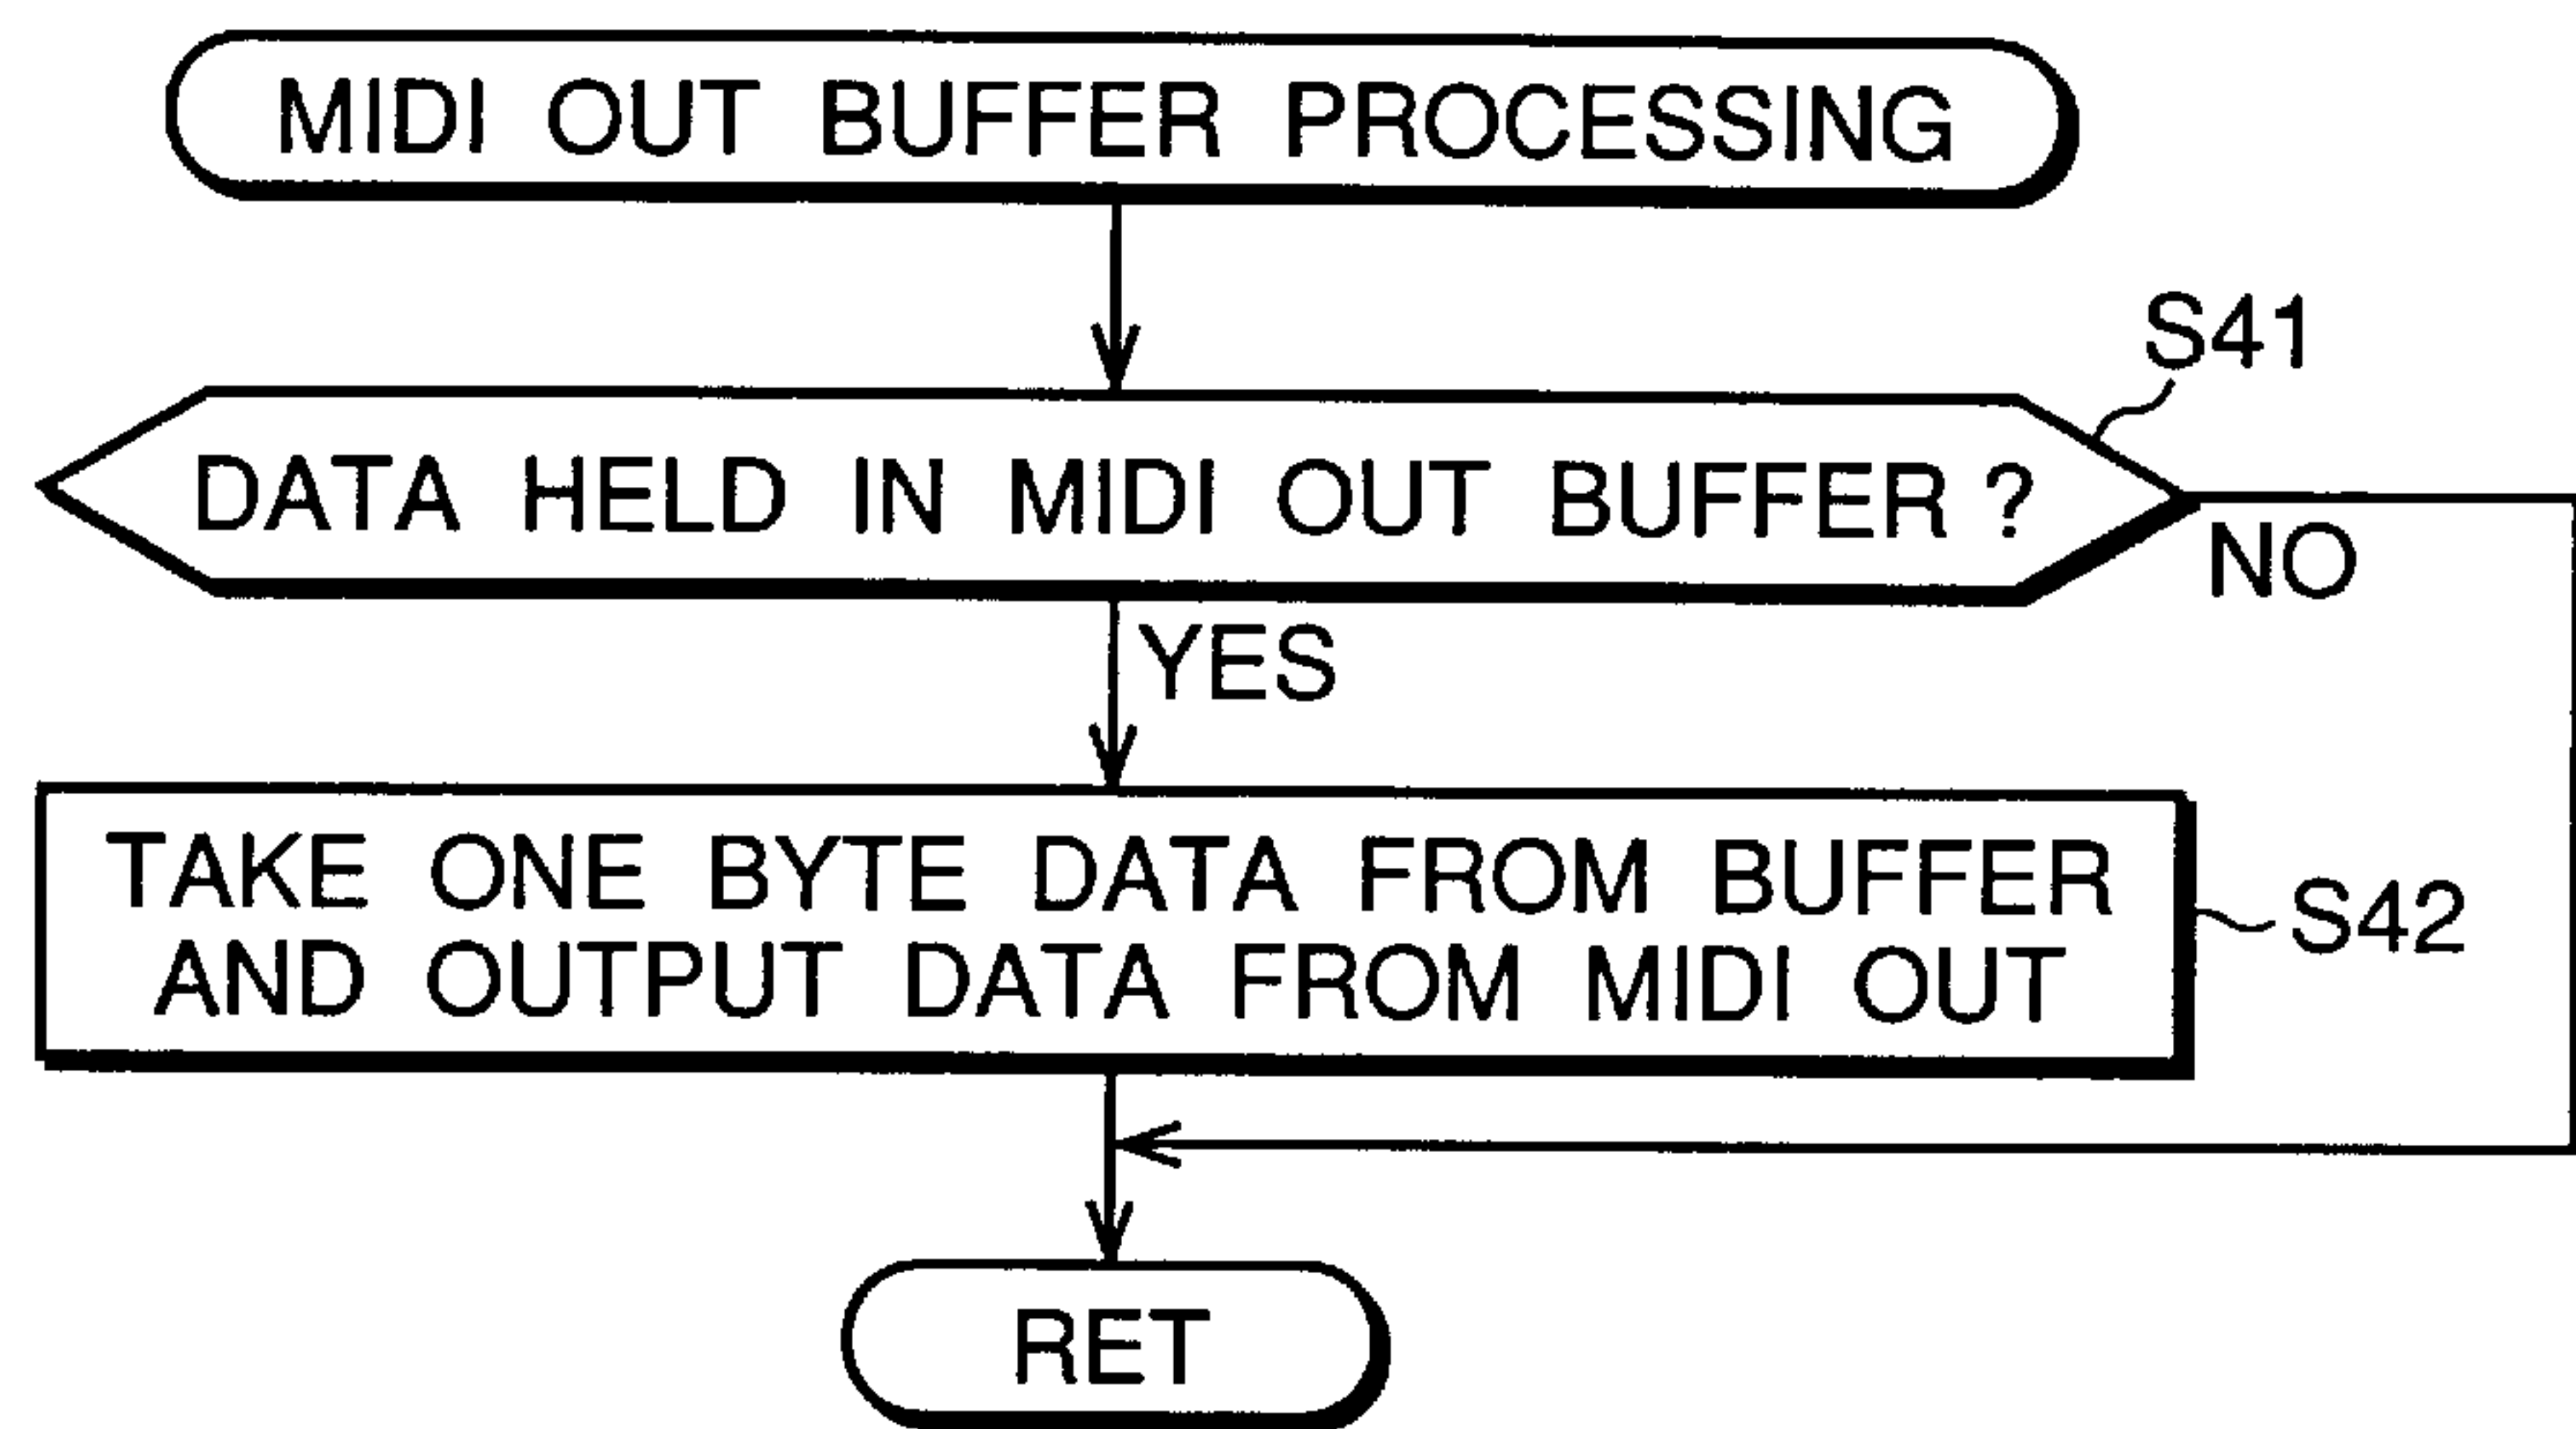 MIDI OUT BUFFER PROCESSING
S41
DATA HELD IN MIDI OUT BUFFER ?
NO
YES
TAKE ONE BYTE DATA FROM BUFFER
AND OUTPUT DATA FROM MIDI OUT
S42
RET